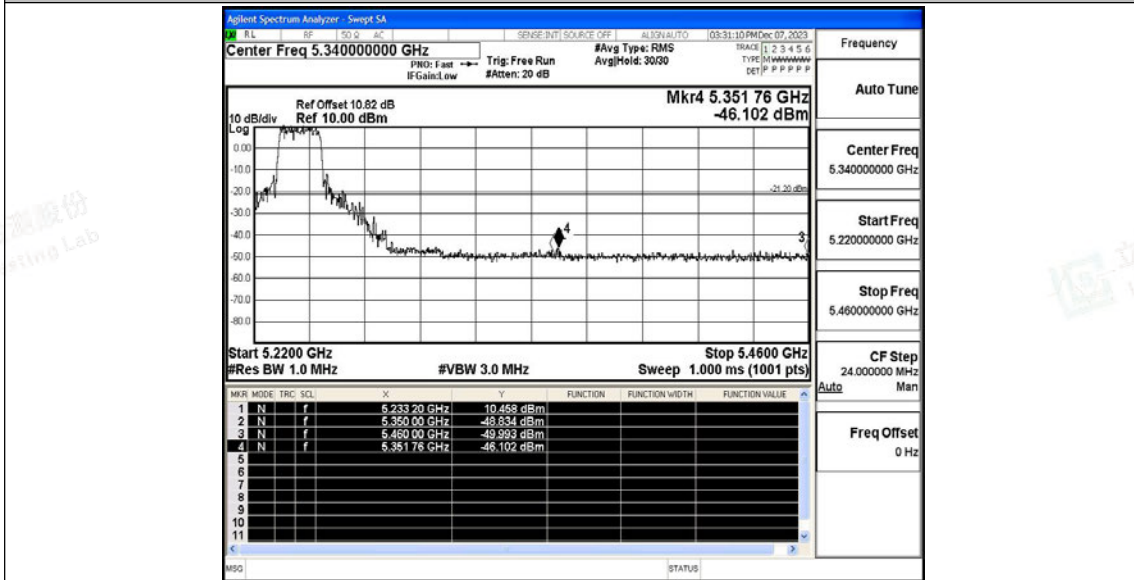 Agilent Spectrum Analyzer - Swept SA
RL RF 50 Ω AC SENSE:INT SOURCE OFF ALIGN AUTO 03:31:10 PM Dec 07, 2023
Center Freq 5.340000000 GHz
PNO: Fast
IFGain:Low
Trig: Free Run
#Atten: 20 dB
#Avg Type: RMS
Avg|Hold: 30/30
TRACE 1 2 3 4 5 6
TYPE M W W W W W
DET P P P P P P
Ref Offset 10.82 dB
10 dB/div Ref 10.00 dBm
Log
Mkr4 5.351 76 GHz
-46.102 dBm
0.00
-10.0
-20.0
-21.20 dBm
-30.0
-40.0
4
3
-50.0
-60.0
-70.0
-80.0
Start 5.2200 GHz Stop 5.4600 GHz
#Res BW 1.0 MHz #VBW 3.0 MHz Sweep 1.000 ms (1001 pts)
MKR MODE TRC SCL X Y FUNCTION FUNCTION WIDTH FUNCTION VALUE
1 N f 5.233 20 GHz 10.458 dBm
2 N f 5.350 00 GHz -48.834 dBm
3 N f 5.460 00 GHz -49.993 dBm
4 N f 5.351 76 GHz -46.102 dBm
5
6
7
8
9
10
11
MSG STATUS
Frequency
Auto Tune
Center Freq
5.340000000 GHz
Start Freq
5.220000000 GHz
Stop Freq
5.460000000 GHz
CF Step
24.000000 MHz
Auto Man
Freq Offset
0 Hz
股份
Lab
立